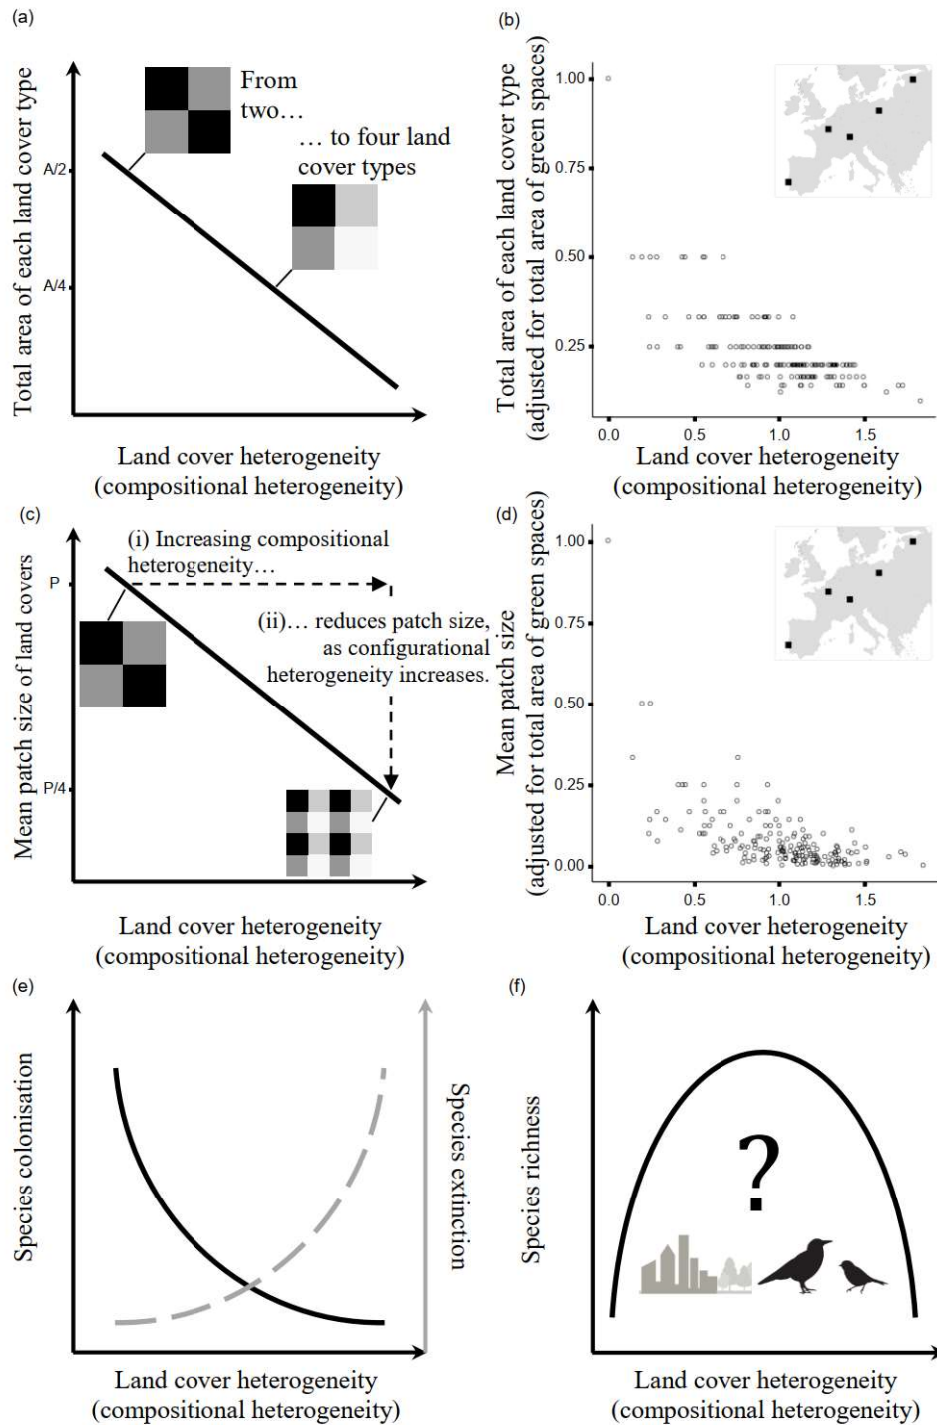 (a)
Total area of each land cover type
A/2
A/4
From
two…
… to four land
cover types
Land cover heterogeneity
(compositional heterogeneity)
(b)
Total area of each land cover type
(adjusted for total area of green spaces)
1.00
0.75
0.50
0.25
0.0
0.5
1.0
1.5
Land cover heterogeneity
(compositional heterogeneity)
(c)
Mean patch size of land covers
P
P/4
(i) Increasing compositional
heterogeneity…
(ii)… reduces patch size,
as configurational
heterogeneity increases.
Land cover heterogeneity
(compositional heterogeneity)
(d)
Mean patch size
(adjusted for total area of green spaces)
1.00
0.75
0.50
0.25
0.00
0.0
0.5
1.0
1.5
Land cover heterogeneity
(compositional heterogeneity)
(e)
Species colonisation
Species extinction
Land cover heterogeneity
(compositional heterogeneity)
(f)
Species richness
?
Land cover heterogeneity
(compositional heterogeneity)